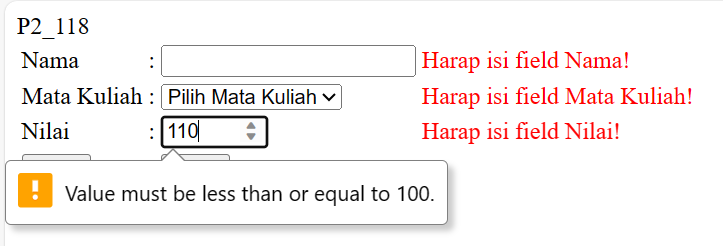 P2_118
Nama : Harap isi field Nama!
Mata Kuliah : Pilih Mata Kuliah Harap isi field Mata Kuliah!
Nilai : 110 Harap isi field Nilai!
Value must be less than or equal to 100.